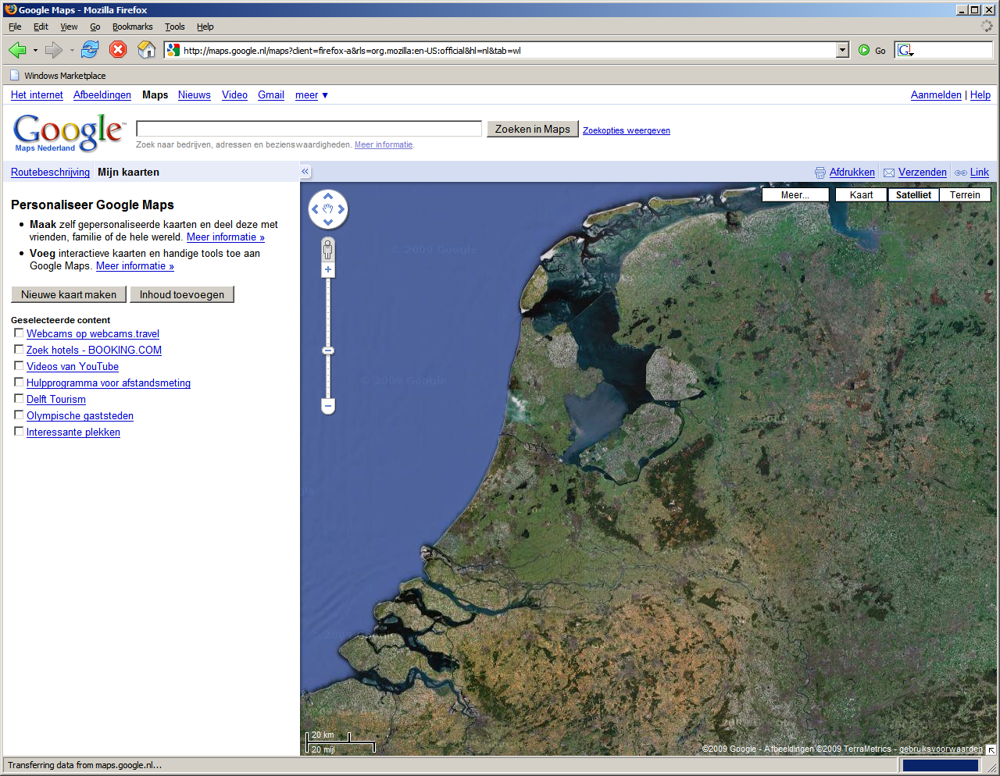 Google Maps - Mozilla Firefox
File Edit View Go Bookmarks Tools Help
http://maps.google.nl/maps?client=firefox-a&rls=org.mozilla:en-US:official&hl=nl&tab=wl
Go
G
Windows Marketplace
Het internet Afbeeldingen Maps Nieuws Video Gmail meer ▼
Aanmelden | Help
Google™
Maps Nederland
Zoeken in Maps
Zoekopties weergeven
Zoek naar bedrijven, adressen en bezienswaardigheden. Meer informatie.
Routebeschrijving Mijn kaarten
«
Afdrukken Verzenden Link
Personaliseer Google Maps
• Maak zelf gepersonaliseerde kaarten en deel deze met
vrienden, familie of de hele wereld. Meer informatie »
• Voeg interactieve kaarten en handige tools toe aan
Google Maps. Meer informatie »
Nieuwe kaart maken Inhoud toevoegen
Geselecteerde content
Webcams op webcams.travel
Zoek hotels - BOOKING.COM
Videos van YouTube
Hulpprogramma voor afstandsmeting
Delft Tourism
Olympische gaststeden
Interessante plekken
Meer... Kaart Satelliet Terrein
© 2009 Google
© 2009 Google
© 2009 Google
20 km
20 mijl
©2009 Google - Afbeeldingen ©2009 TerraMetrics - gebruiksvoorwaarden
Transferring data from maps.google.nl...